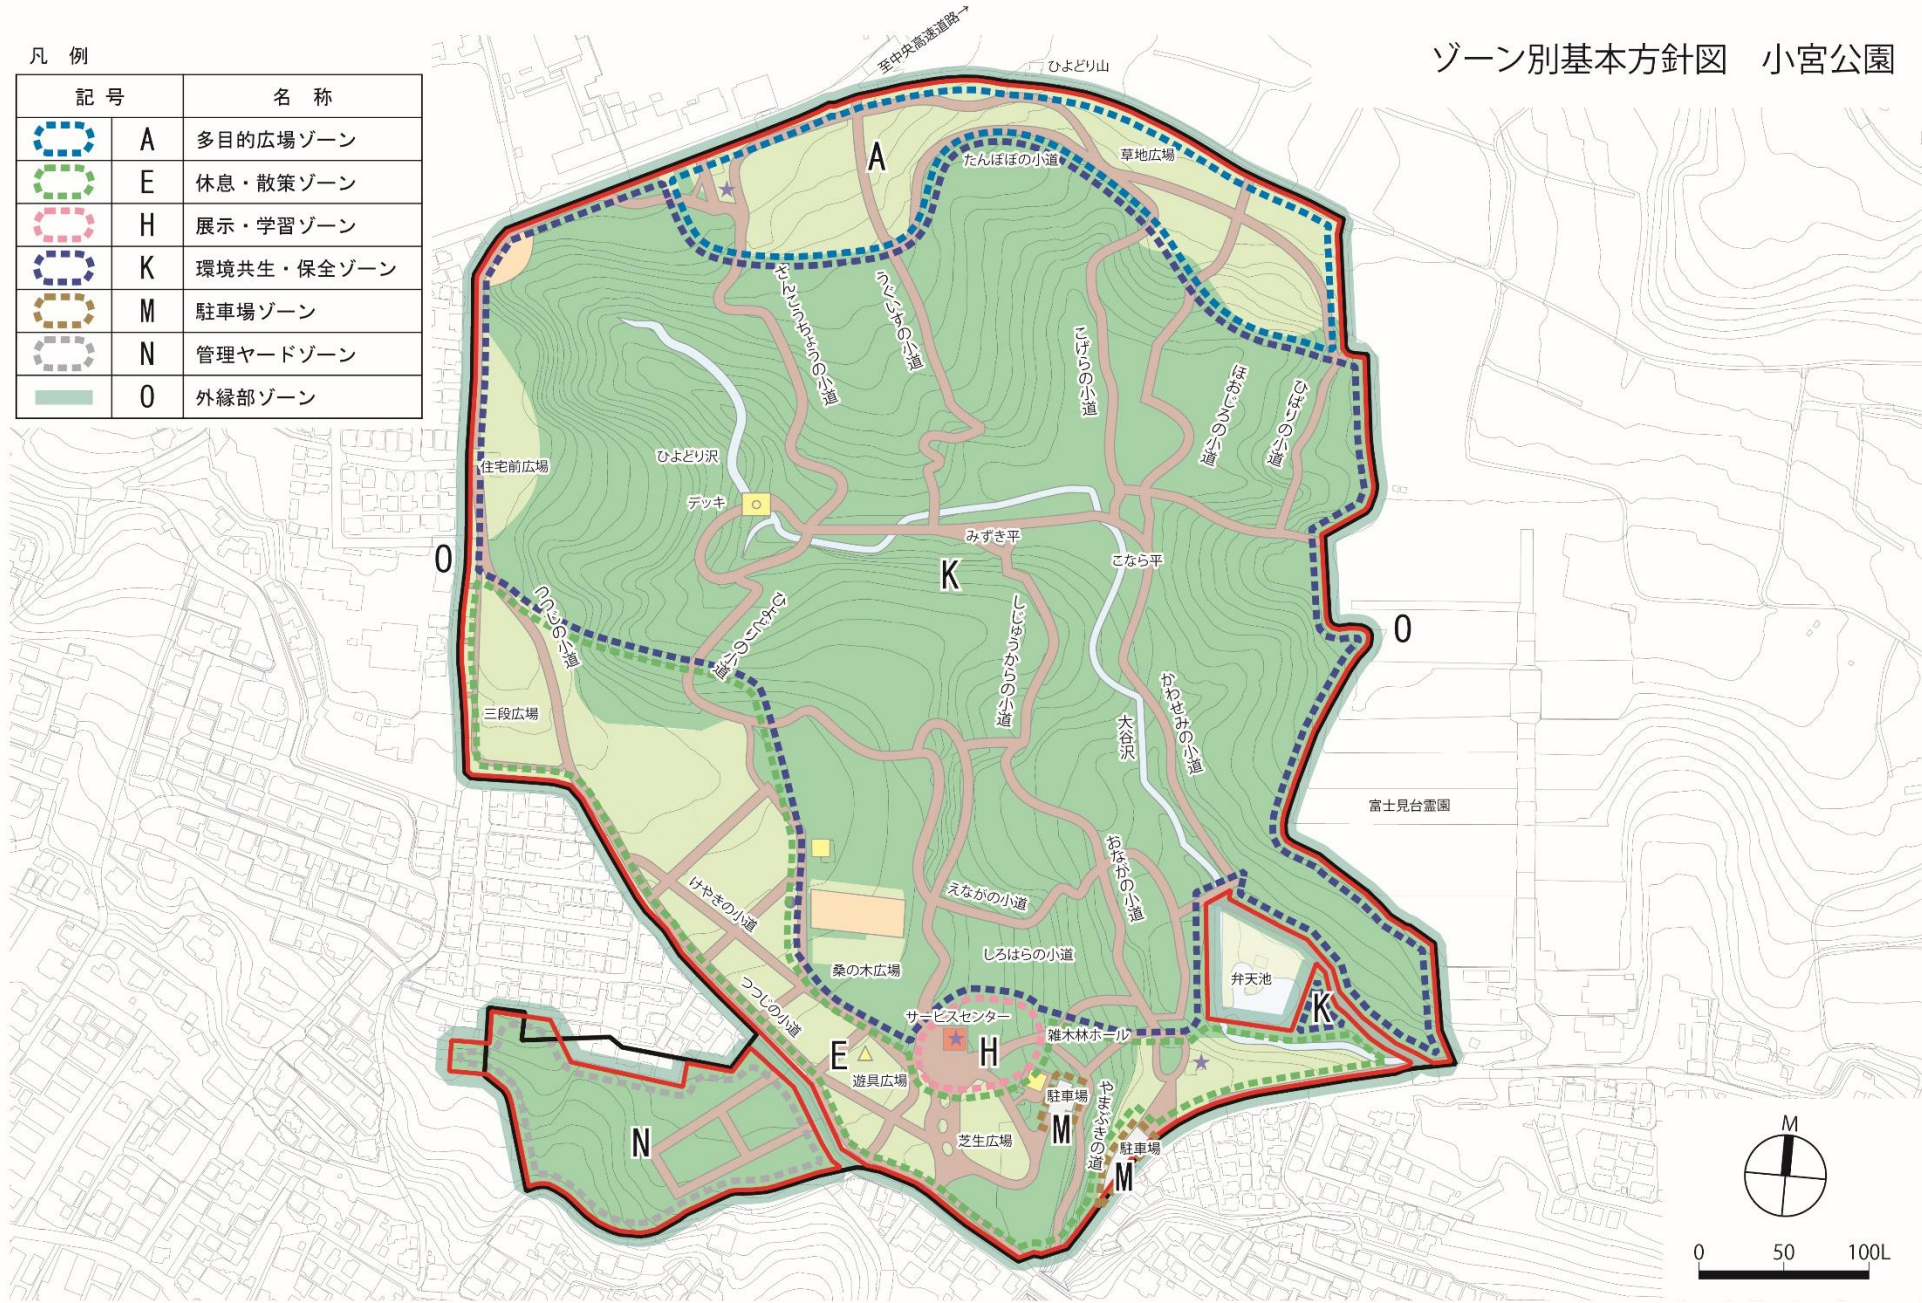 ゾーン別基本方針図　小宮公園
凡　例
記 号　名　称
A　多目的広場ゾーン
E　休息・散策ゾーン
H　展示・学習ゾーン
K　環境共生・保全ゾーン
M　駐車場ゾーン
N　管理ヤードゾーン
O　外縁部ゾーン
至中央高速道路→
ひよどり山
A
たんぽぽの小道
草地広場
さんこうちょうの小道
うぐいすの小道
こげらの小道
ほおじろの小道
ひばりの小道
住宅前広場
ひよどり沢
デッキ
みずき平
こなら平
O
K
O
つつじの小道
ひよどりの小道
しじゅうからの小道
かわせみの小道
大谷沢
三段広場
富士見台霊園
けやきの小道
えながの小道
おながの小道
しろはらの小道
桑の木広場
弁天池
つつじの小道
サービスセンター
雑木林ホール
K
E
H
遊具広場
駐車場
M
やまぶきの道
芝生広場
駐車場
M
N
M
0　50　100L